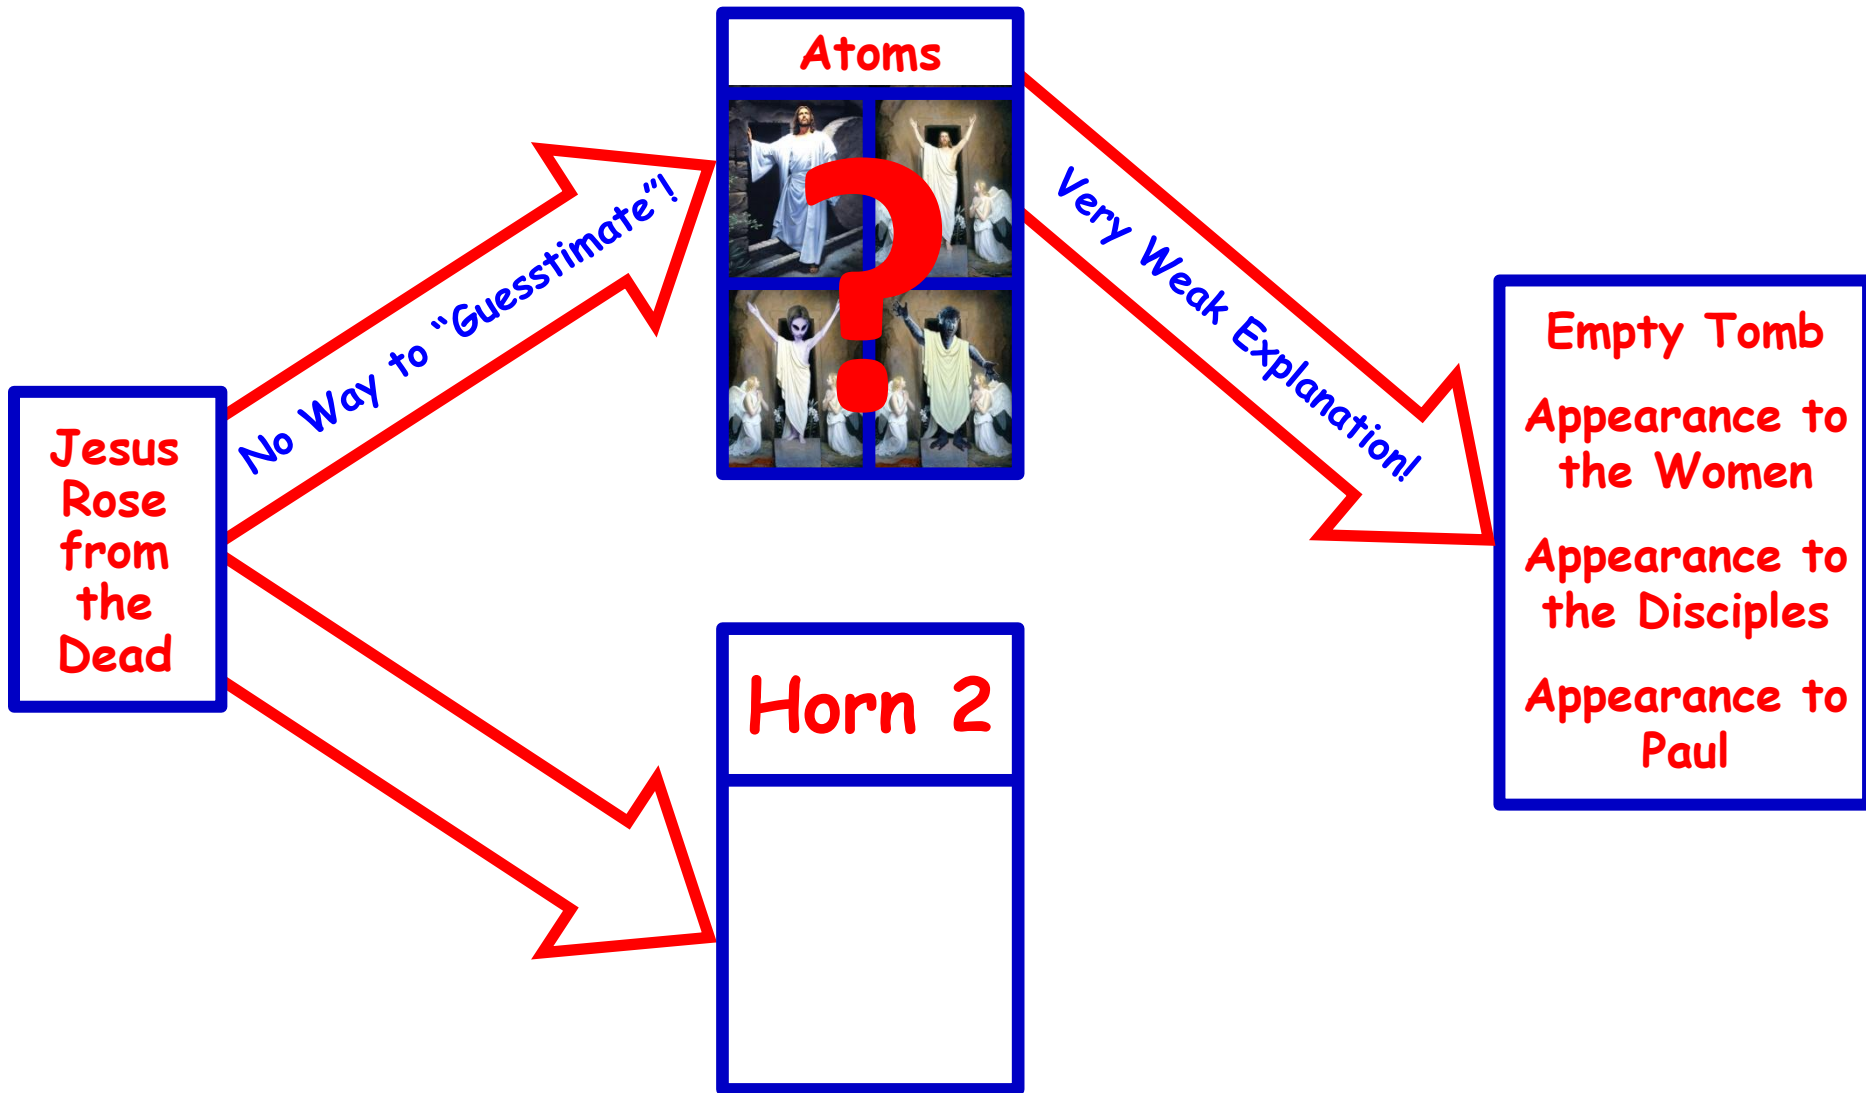 Atoms
?
No Way to “Guesstimate”!
Very Weak Explanation!
Jesus
Rose
from
the
Dead
Horn 2
Empty Tomb
Appearance to
the Women
Appearance to
the Disciples
Appearance to
Paul